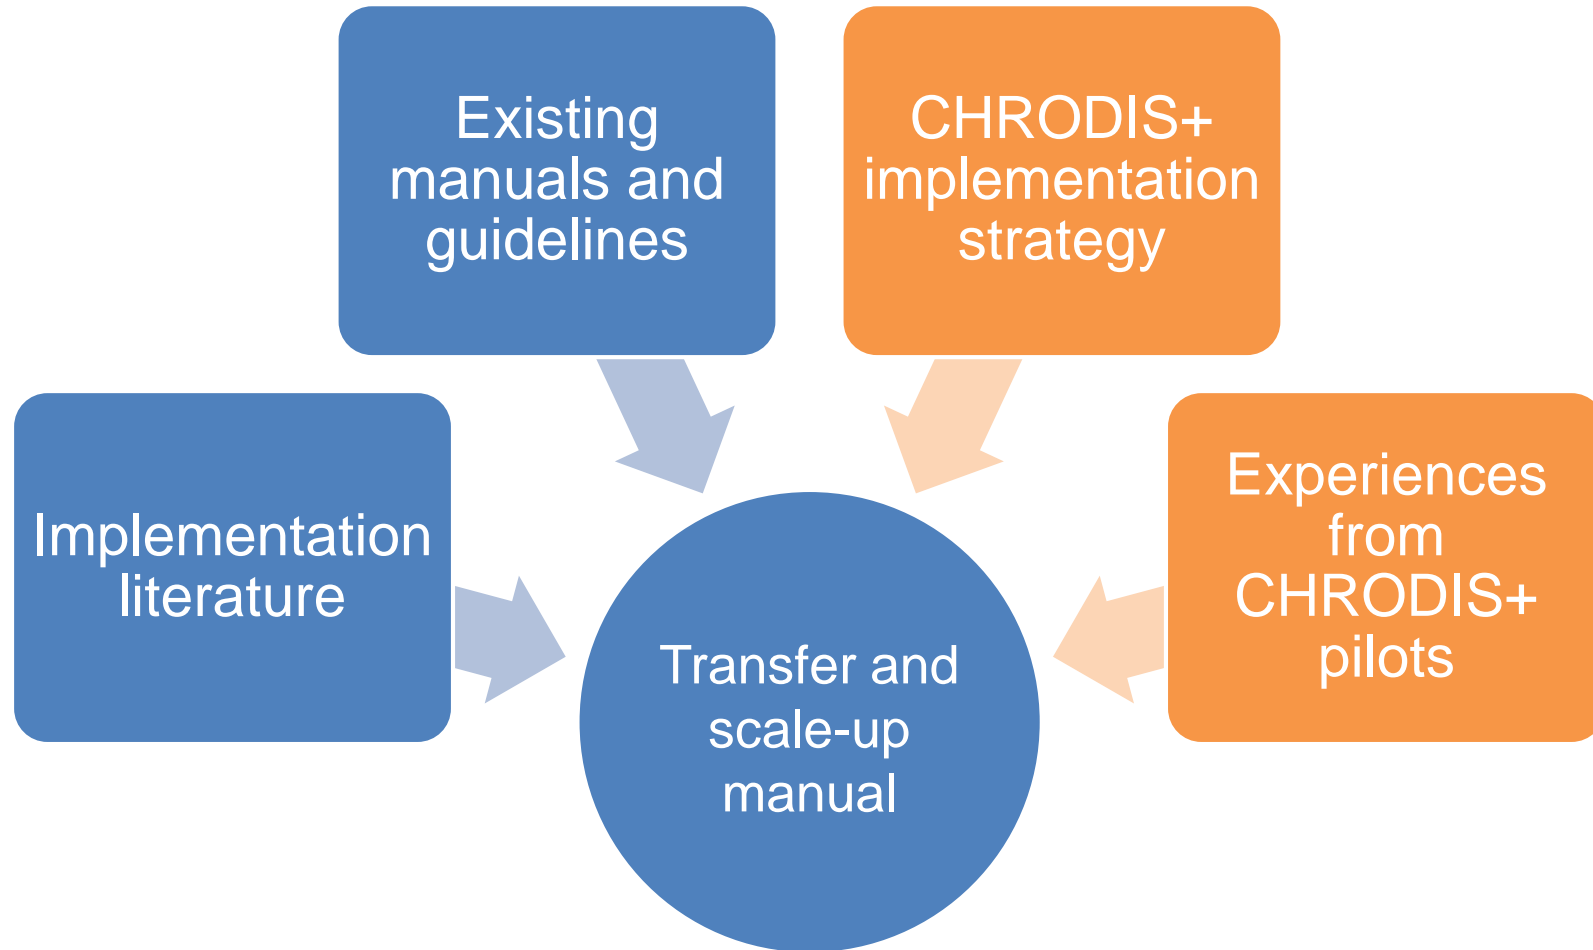 Existing
manuals and
guidelines
CHRODIS+
implementation
strategy
Implementation
literature
Experiences
from
CHRODIS+
pilots
Transfer and
scale-up
manual